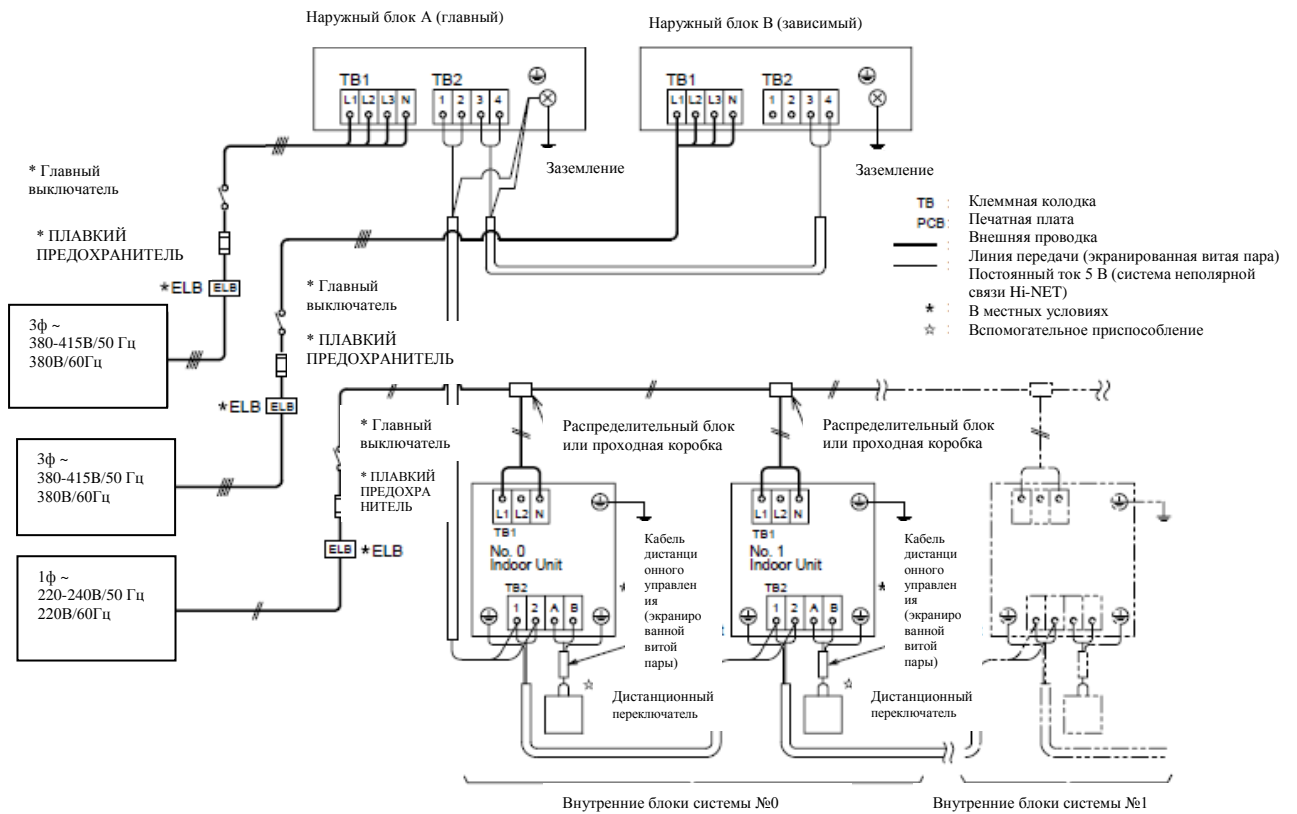 Наружный блок А (главный)
Наружный блок В (зависимый)
TB1
TB2
L1 L2 L3 N
1 2 3 4
TB1
TB2
L1 L2 L3 N
1 2 3 4
Заземление
Заземление
* Главный
выключатель
* ПЛАВКИЙ
ПРЕДОХРАНИТЕЛЬ
*ELB
ELB
TB : Клеммная колодка
PCB : Печатная плата
Внешняя проводка
Линия передачи (экранированная витая пара)
Постоянный ток 5 В (система неполярной
связи Hi-NET)
* : В местных условиях
☆ : Вспомогательное приспособление
* Главный
выключатель
* ПЛАВКИЙ
ПРЕДОХРАНИТЕЛЬ
*ELB
ELB
3ф ~
380-415В/50 Гц
380В/60Гц
3ф ~
380-415В/50 Гц
380В/60Гц
1ф ~
220-240В/50 Гц
220В/60Гц
* Главный
выключатель
* ПЛАВКИЙ
ПРЕДОХРА
НИТЕЛЬ
ELB
*ELB
Распределительный блок
или проходная коробка
Распределительный блок
или проходная коробка
L1 L2 N
TB1
No. 0
Indoor Unit
TB2
1 2 A B
*
Кабель
дистанци
онного
управлен
ия
(экраниро
ванной
витой
пары)
☆
Дистанционный
переключатель
L1 L2 N
TB1
No. 1
Indoor Unit
TB2
1 2 A B
*
Кабель
дистанци
онного
управлен
ия
(экраниро
ванной
витой
пары)
☆
Дистанционный
переключатель
Внутренние блоки системы №0
Внутренние блоки системы №1